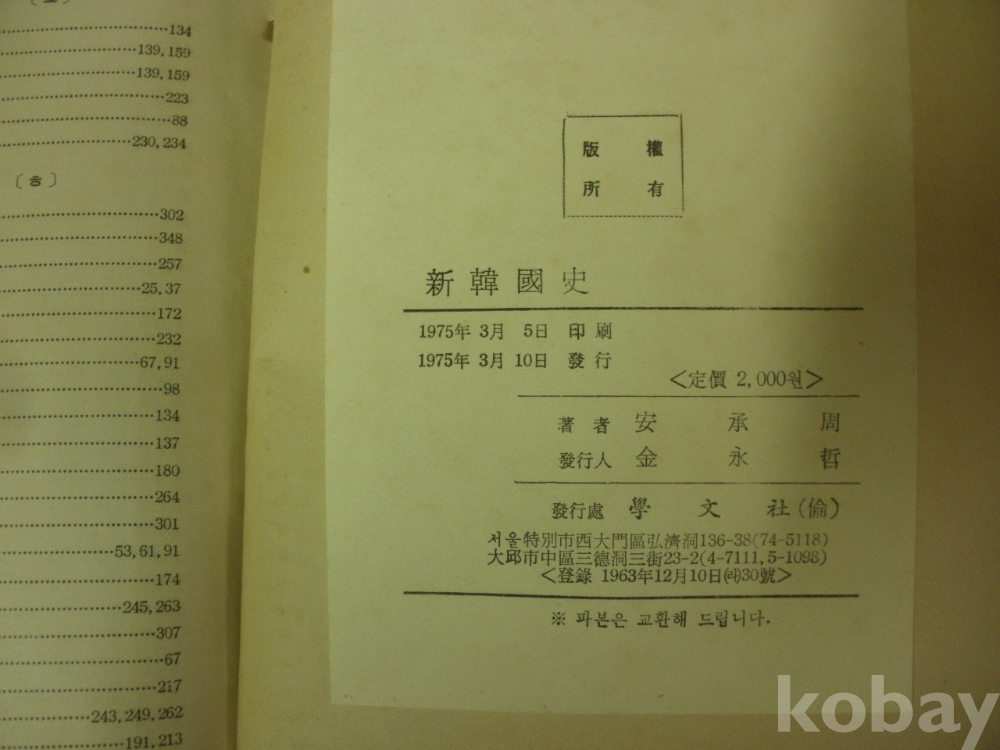 134
139, 159
139, 159
223
88
230, 234
〔ㅎ〕
302
348
257
25, 37
172
232
67, 91
98
134
137
180
264
301
53, 61, 91
174
245, 263
307
67
217
243, 249, 262
191, 213
版權
所有
新韓國史
1975年 3月 5日 印刷
1975年 3月 10日 發行
<定價 2,000원>
著者 安承周
發行人 金永哲
發行處 學文社(倫)
서울特別市西大門區弘濟洞136-38(74-5118)
大邱市中區三德洞三街23-2(4-7111, 5-1098)
<登錄 1963年12月10日㈑30號>
※ 파본은 교환해 드립니다.
kobay